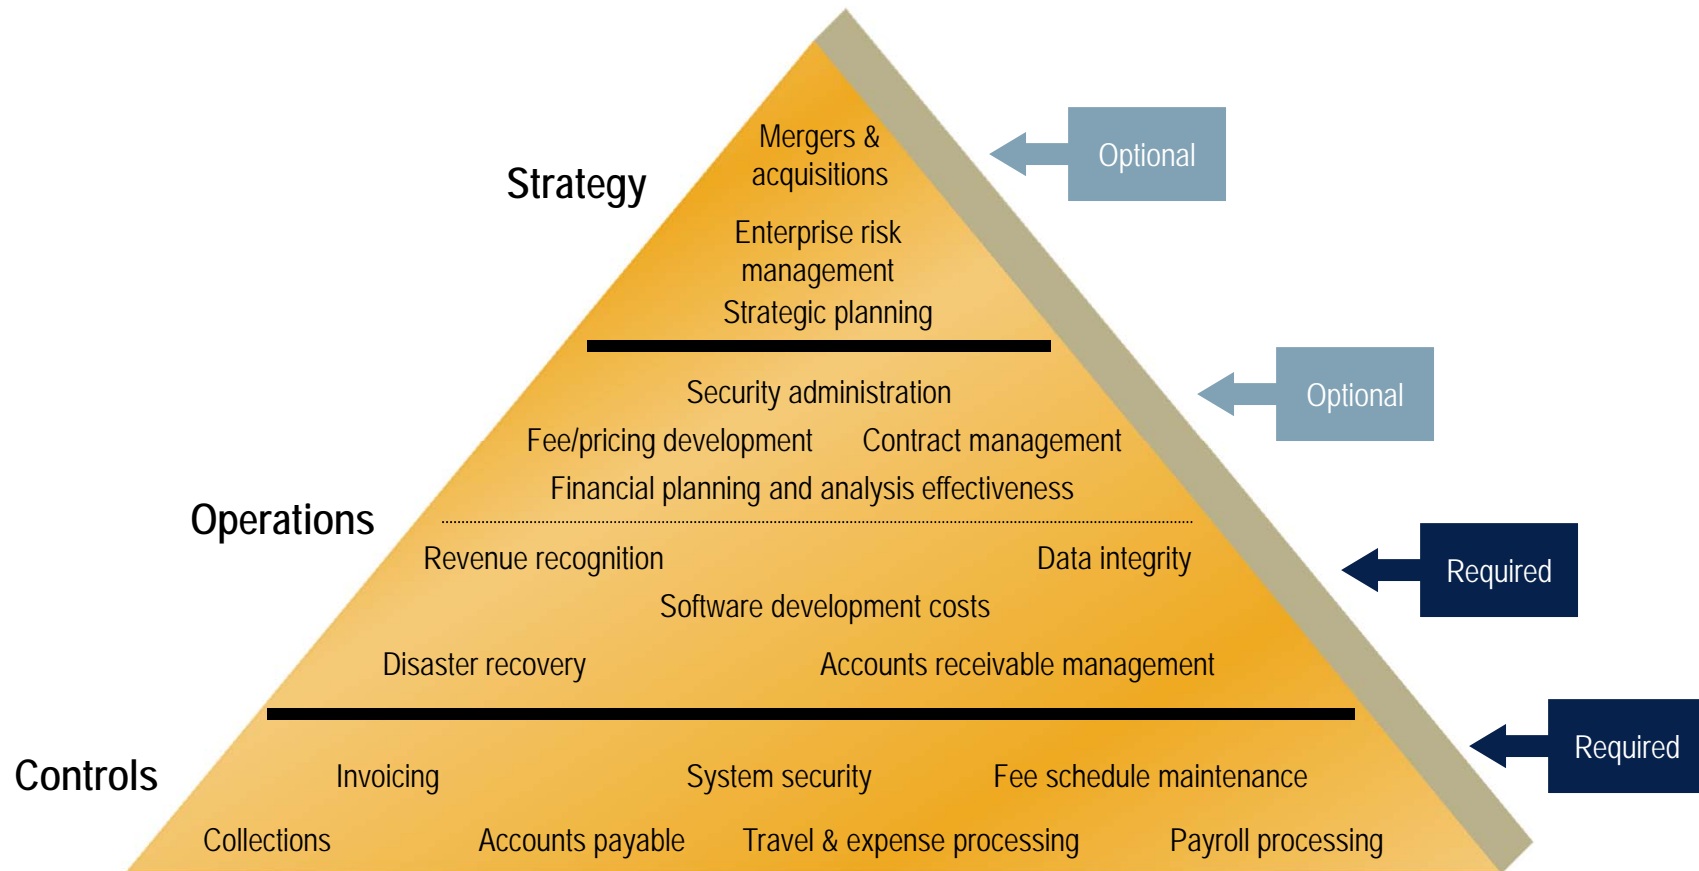 Mergers &
acquisitions
Optional
Strategy
Enterprise risk
management
Strategic planning
Security administration
Optional
Fee/pricing development
Contract management
Financial planning and analysis effectiveness
Operations
Revenue recognition
Data integrity
Required
Software development costs
Disaster recovery
Accounts receivable management
Required
Controls
Invoicing
System security
Fee schedule maintenance
Collections
Accounts payable
Travel & expense processing
Payroll processing